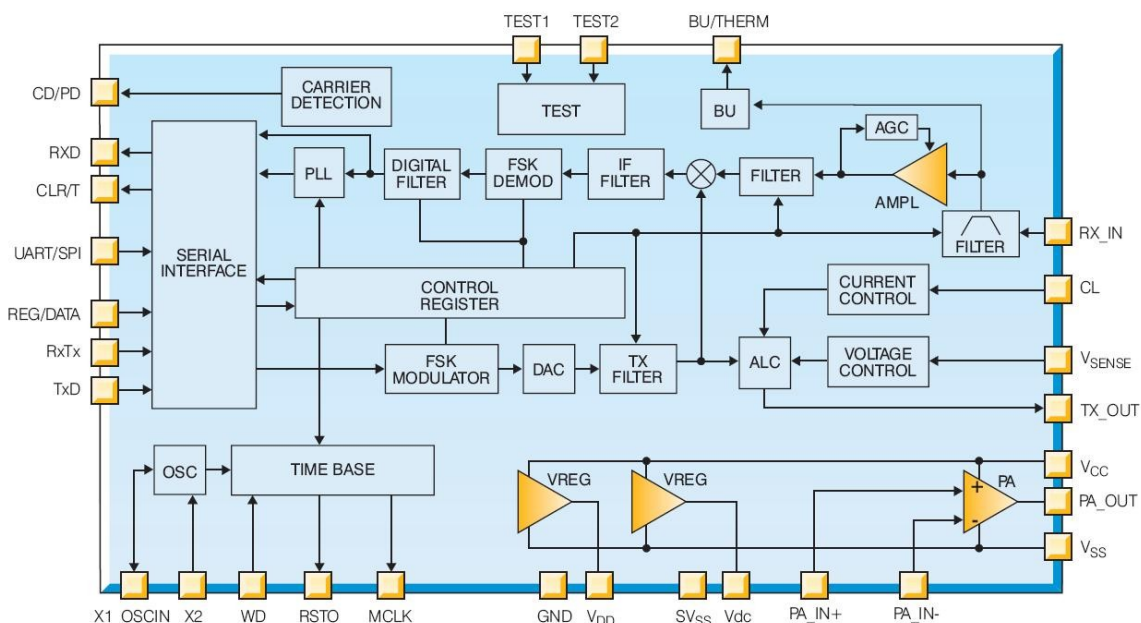 TEST1
TEST2
BU/THERM
CD/PD
CARRIER
DETECTION
TEST
BU
AGC
RXD
CLR/T
UART/SPI
REG/DATA
RxTx
TxD
SERIAL
INTERFACE
PLL
DIGITAL
FILTER
FSK
DEMOD
IF
FILTER
FILTER
AMPL
FILTER
RX_IN
CONTROL
REGISTER
CURRENT
CONTROL
CL
FSK
MODULATOR
DAC
TX
FILTER
ALC
VOLTAGE
CONTROL
VSENSE
TX_OUT
OSC
TIME BASE
VREG
VREG
+
-
PA
VCC
PA_OUT
VSS
X1 OSCIN
X2
WD
RSTO
MCLK
GND
VDD
SVSS
Vdc
PA_IN+
PA_IN-